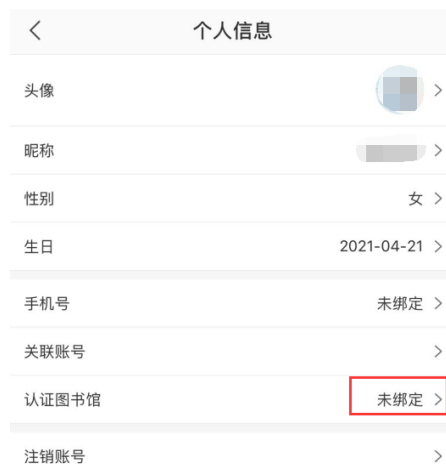 个人信息
头像
昵称
性别 女
生日 2021-04-21
手机号 未绑定
关联账号
认证图书馆 未绑定
注销账号